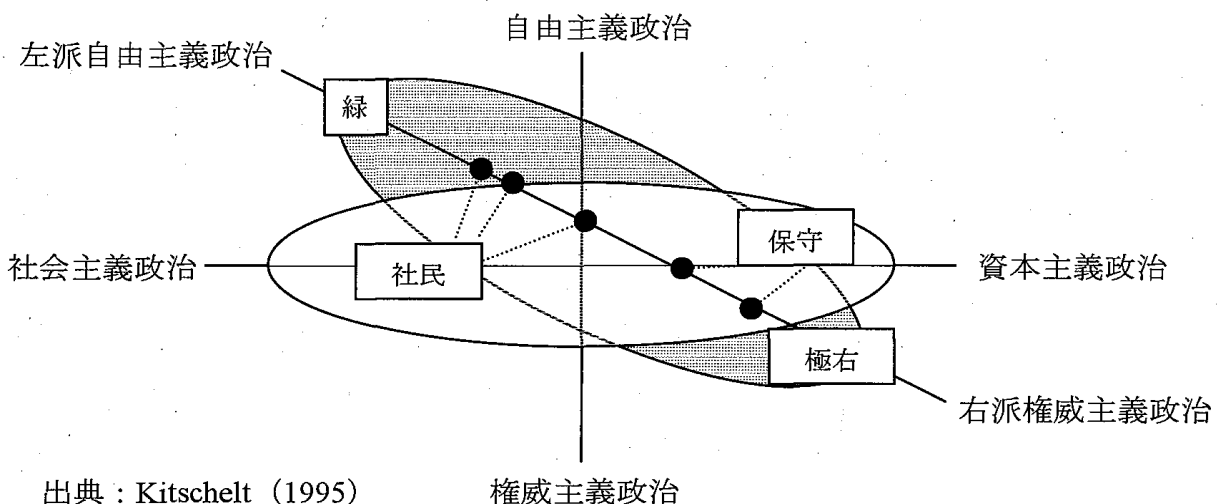 自由主義政治
左派自由主義政治
緑
保守
社会主義政治
社民
資本主義政治
極右
右派権威主義政治
出典：Kitschelt（1995）
権威主義政治